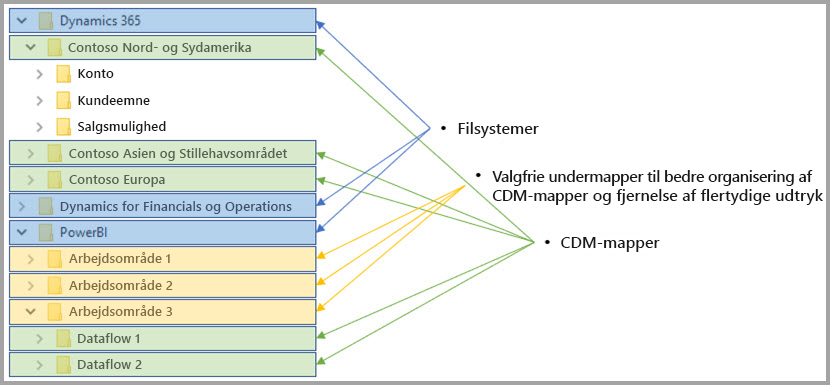 Dynamics 365
Contoso Nord- og Sydamerika
Konto
Kundeemne
Salgsmulighed
Contoso Asien og Stillehavsområdet
Contoso Europa
Dynamics for Financials og Operations
PowerBI
Arbejdsområde 1
Arbejdsområde 2
Arbejdsområde 3
Dataflow 1
Dataflow 2
• Filsystemer
• Valgfrie undermapper til bedre organisering af
CDM-mapper og fjernelse af flertydige udtryk
• CDM-mapper